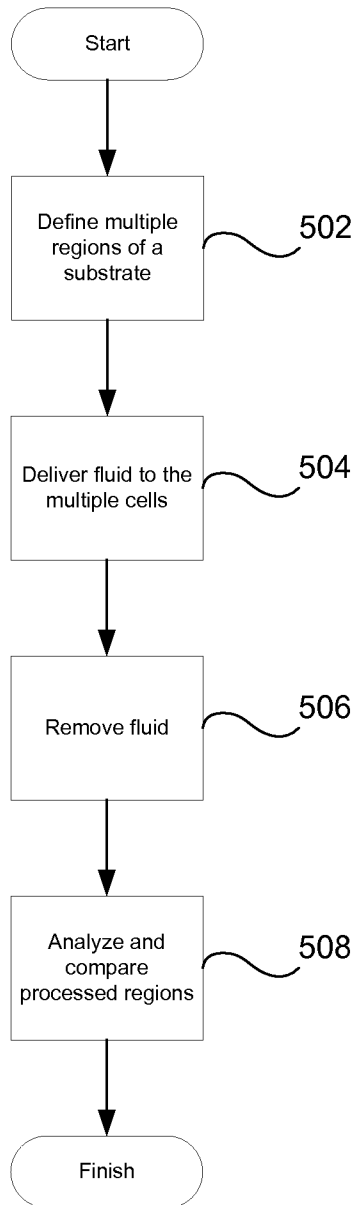 Start
Define multiple
regions of a
substrate
502
Deliver fluid to the
multiple cells
504
Remove fluid
506
Analyze and
compare
processed regions
508
Finish